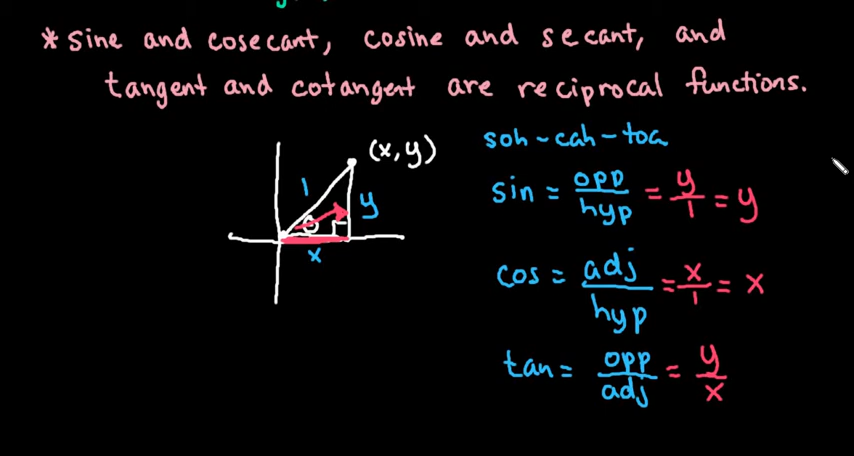 *Sine and cosecant, cosine and secant, and
tangent and cotangent are reciprocal functions.
soh-cah-toa
(x, y)
1
y
θ
x
sin = opp/hyp = y/1 = y
cos = adj/hyp = x/1 = x
tan = opp/adj = y/x